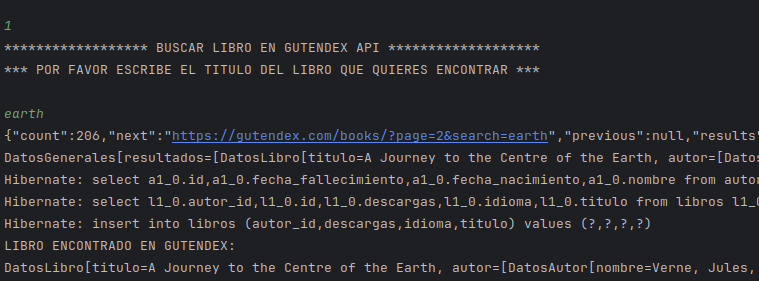 1
****************** BUSCAR LIBRO EN GUTENDEX API *******************
*** POR FAVOR ESCRIBE EL TITULO DEL LIBRO QUE QUIERES ENCONTRAR ***
earth
{"count":206,"next":"https://gutendex.com/books/?page=2&search=earth","previous":null,"results"
DatosGenerales[resultados=[DatosLibro[titulo=A Journey to the Centre of the Earth, autor=[Datos
Hibernate: select a1_0.id,a1_0.fecha_fallecimiento,a1_0.fecha_nacimiento,a1_0.nombre from autor
Hibernate: select l1_0.autor_id,l1_0.id,l1_0.descargas,l1_0.idioma,l1_0.titulo from libros l1_0
Hibernate: insert into libros (autor_id,descargas,idioma,titulo) values (?,?,?,?)
LIBRO ENCONTRADO EN GUTENDEX:
DatosLibro[titulo=A Journey to the Centre of the Earth, autor=[DatosAutor[nombre=Verne, Jules,